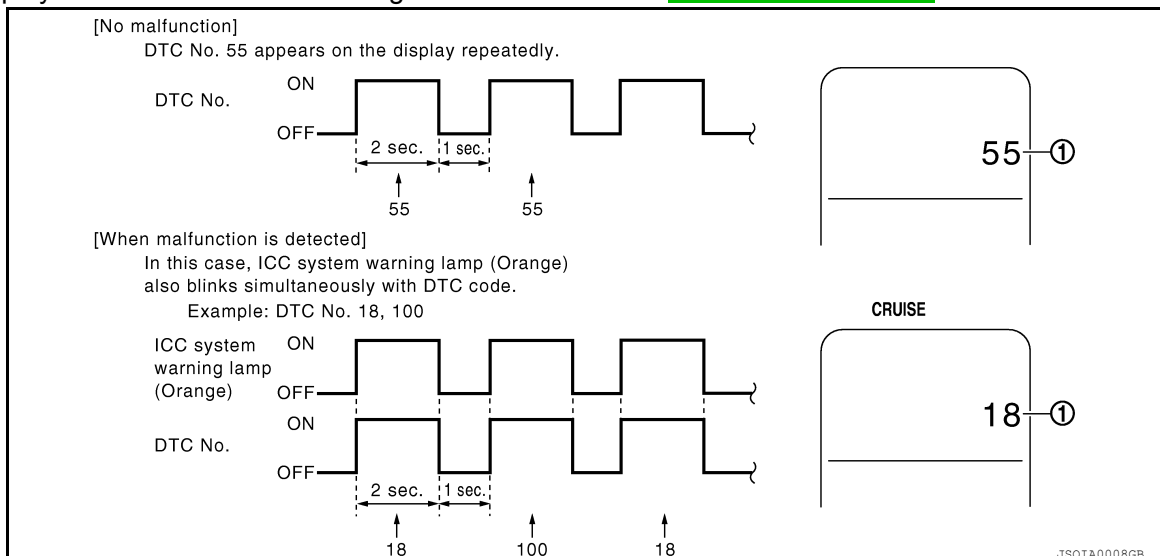 [No malfunction]
DTC No. 55 appears on the display repeatedly.
ON
DTC No.
OFF
2 sec. 1 sec.
55 55
55 ①
[When malfunction is detected]
In this case, ICC system warning lamp (Orange)
also blinks simultaneously with DTC code.
Example: DTC No. 18, 100
CRUISE
ICC system
warning lamp
(Orange)
ON
OFF
18 ①
ON
DTC No.
OFF
2 sec. 1 sec.
18 100 18
JSOIA0008GB